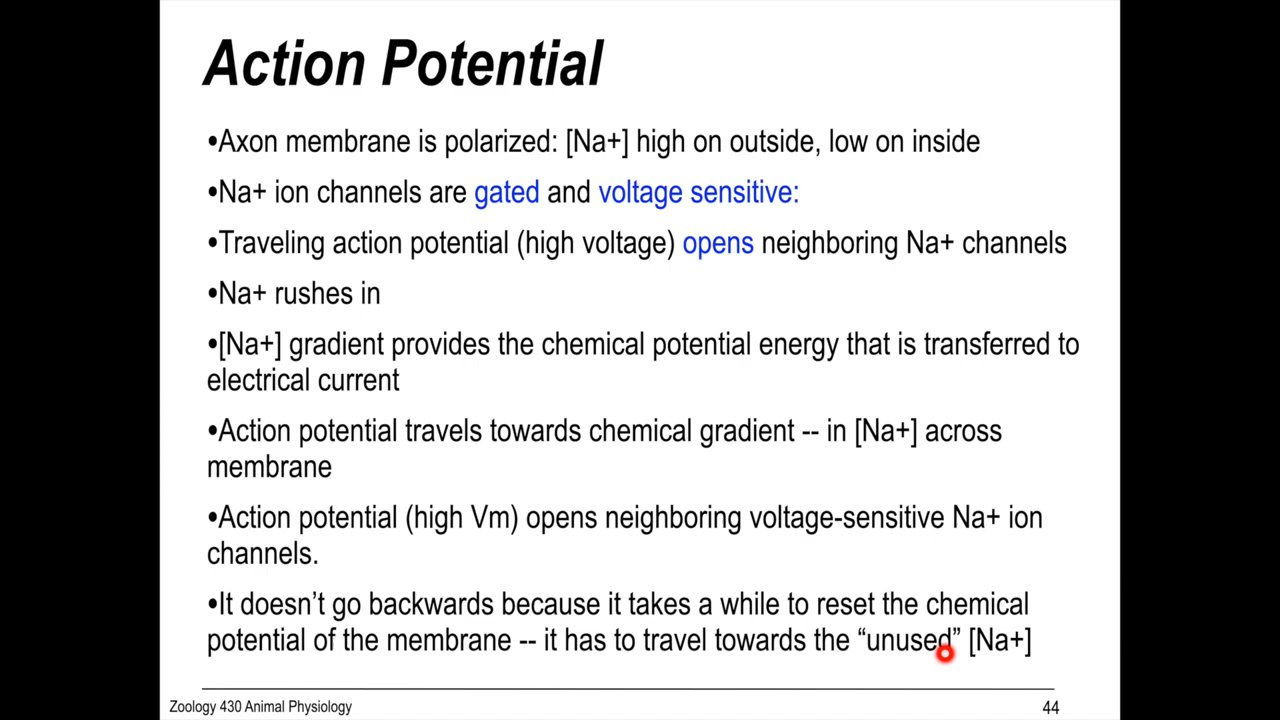 Action Potential
•Axon membrane is polarized: [Na+] high on outside, low on inside
•Na+ ion channels are gated and voltage sensitive:
•Traveling action potential (high voltage) opens neighboring Na+ channels
•Na+ rushes in
•[Na+] gradient provides the chemical potential energy that is transferred to
electrical current
•Action potential travels towards chemical gradient -- in [Na+] across
membrane
•Action potential (high Vm) opens neighboring voltage-sensitive Na+ ion
channels.
•It doesn’t go backwards because it takes a while to reset the chemical
potential of the membrane -- it has to travel towards the “unused” [Na+]
Zoology 430 Animal Physiology
44